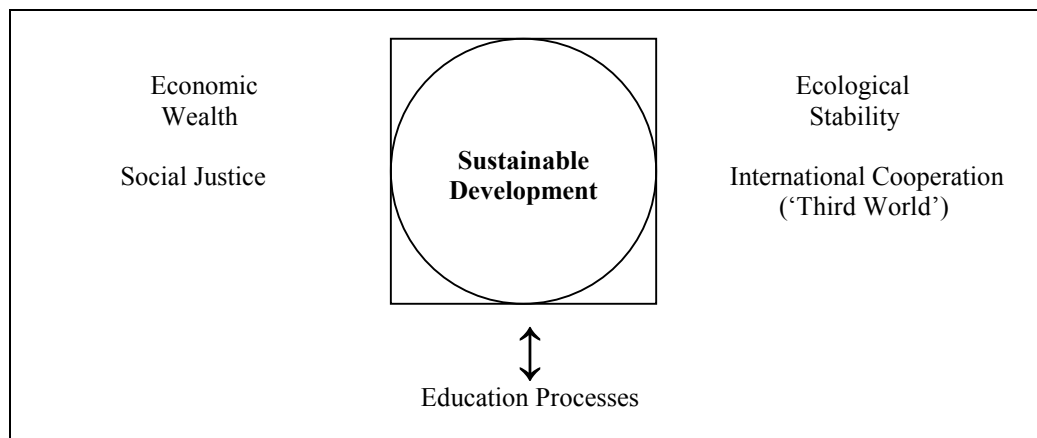 Economic
Wealth
Social Justice
Sustainable
Development
Ecological
Stability
International Cooperation
(‘Third World’)
Education Processes